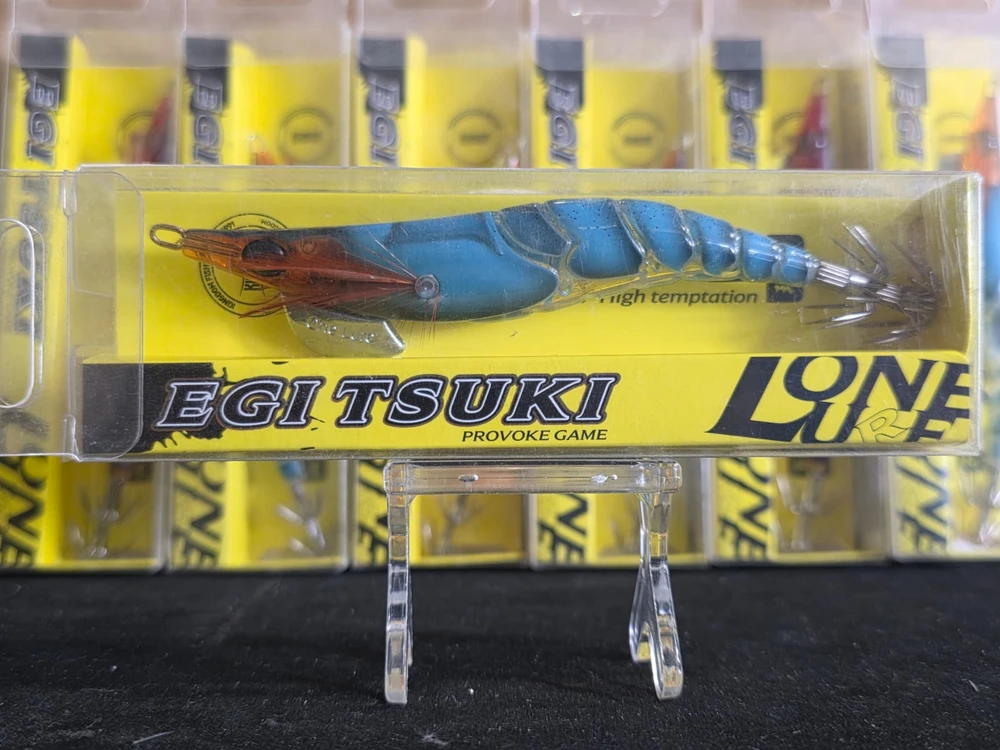 EGI
EGI
EGI
EGI
EGI
EGI
High temptation
EGI TSUKI
PROVOKE GAME
LONE
LURE